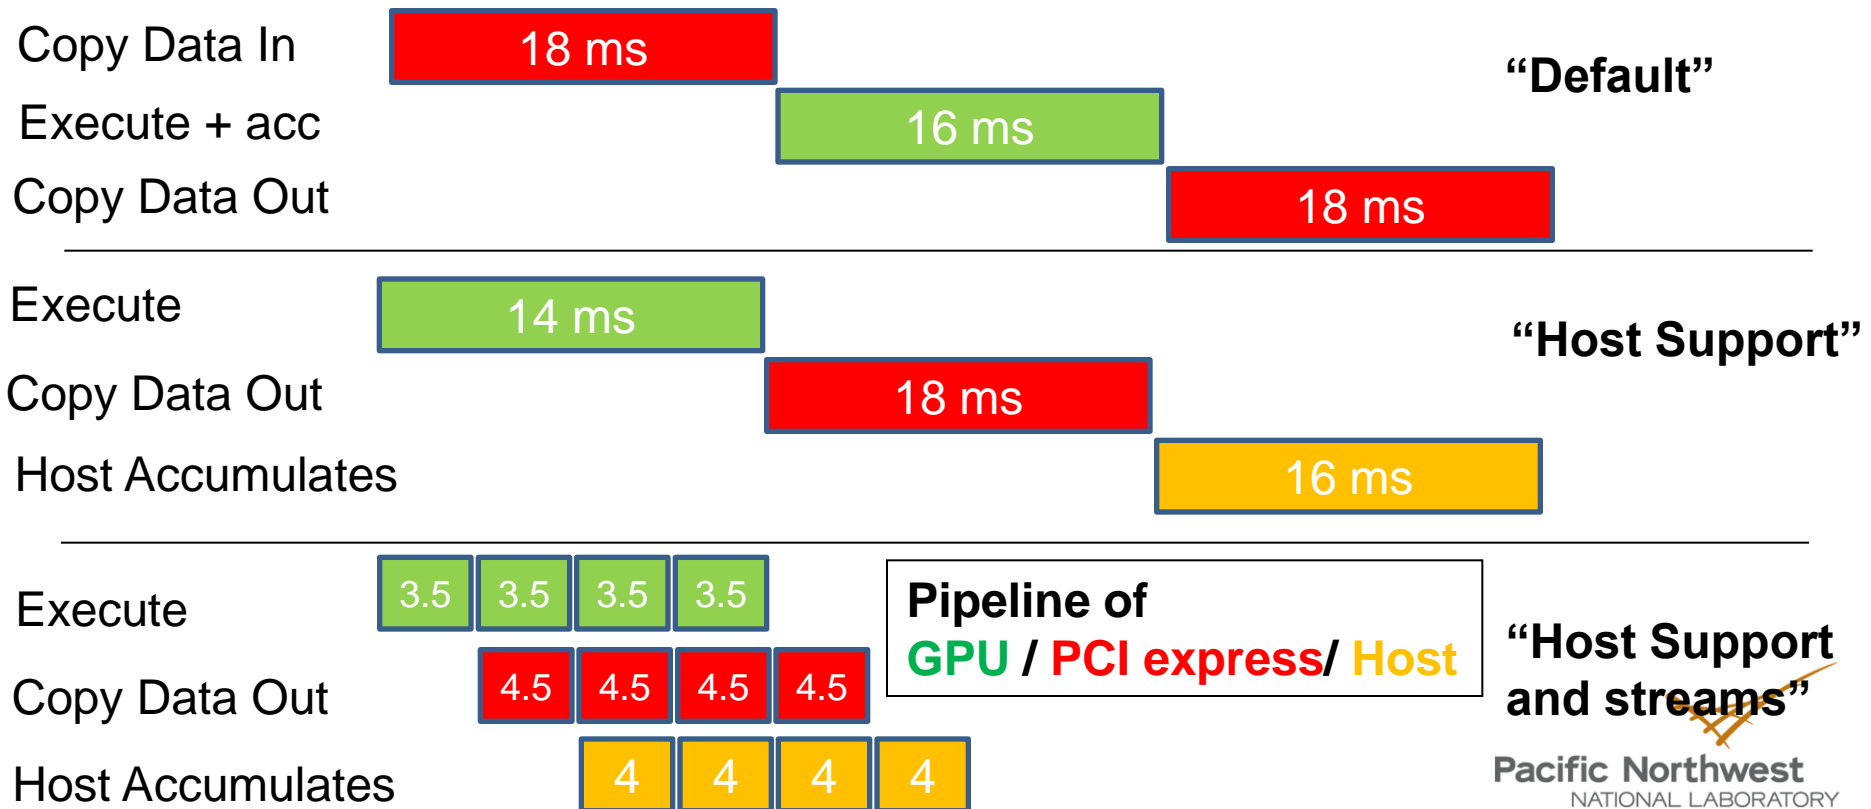 Copy Data In 18 ms
“Default”
Execute + acc 16 ms
Copy Data Out 18 ms
Execute 14 ms
“Host Support”
Copy Data Out 18 ms
Host Accumulates 16 ms
Execute 3.5 3.5 3.5 3.5
Pipeline of
GPU / PCI express/ Host
“Host Support
and streams”
Copy Data Out 4.5 4.5 4.5 4.5
Host Accumulates 4 4 4 4
Pacific Northwest
NATIONAL LABORATORY